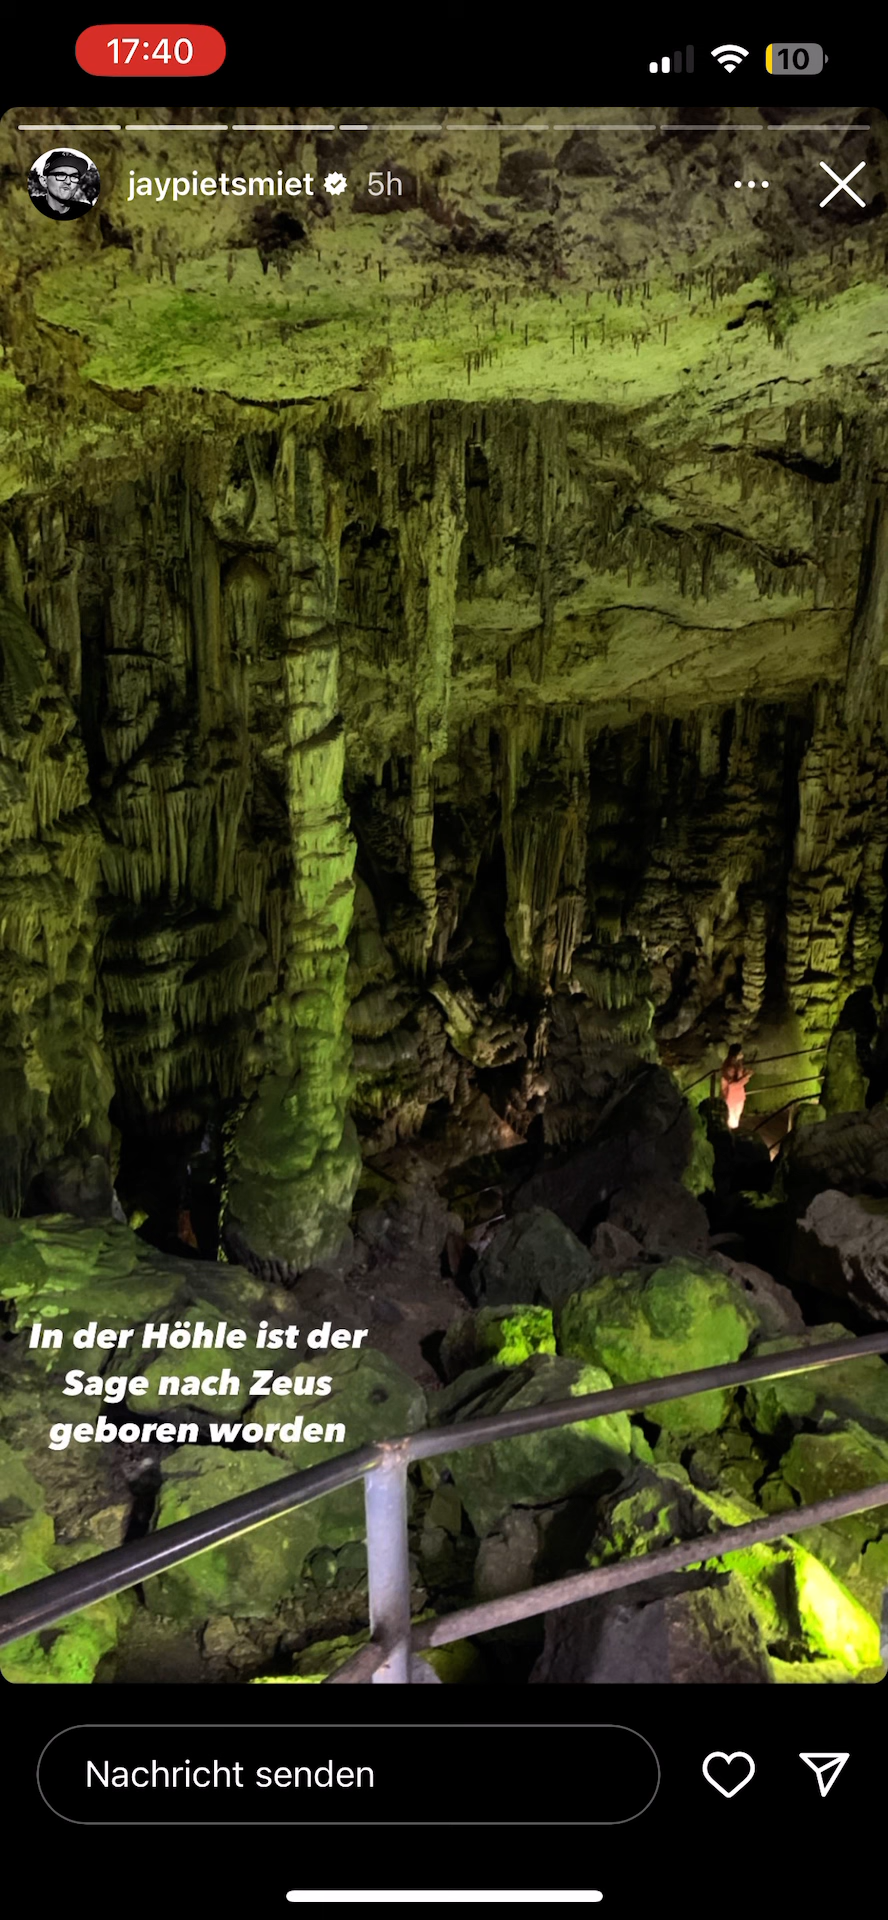 17:40
10
jaypietsmiet 5h
In der Höhle ist der
Sage nach Zeus
geboren worden
Nachricht senden